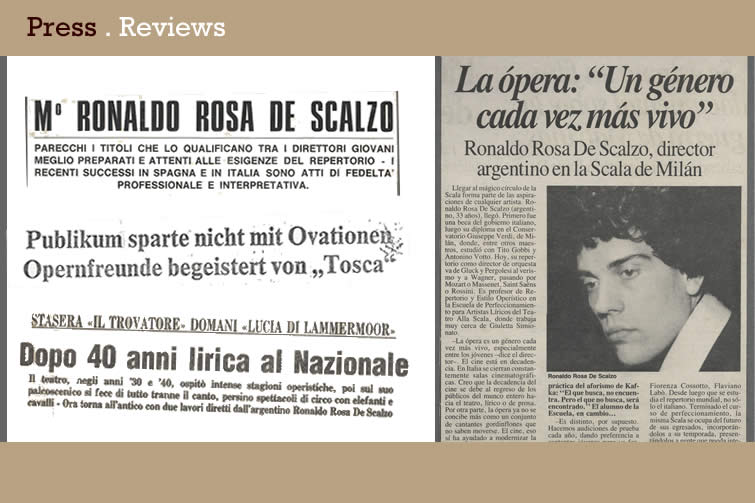 Press . Reviews
Mº RONALDO ROSA DE SCALZO
PARECCHI I TITOLI CHE LO QUALIFICANO TRA I DIRETTORI GIOVANI
MEGLIO PREPARATI E ATTENTI ALLE ESIGENZE DEL REPERTORIO - I
RECENTI SUCCESSI IN SPAGNA E IN ITALIA SONO ATTI DI FEDELTA'
PROFESSIONALE E INTERPRETATIVA.
Publikum sparte nicht mit Ovationen
Opernfreunde begeistert von „Tosca“
STASERA «IL TROVATORE» DOMANI «LUCIA DI LAMMERMOOR»
Dopo 40 anni lirica al Nazionale
Il teatro, negli anni '30 e '40, ospitò intense stagioni operistiche, poi sul suo
palcoscenico si fece di tutto tranne il canto, persino spettacoli di circo con elefanti e
cavalli - Ora torna all'antico con due lavori diretti dall'argentino Ronaldo Rosa De Scalzo
La ópera: “Un género
cada vez más vivo”
Ronaldo Rosa De Scalzo, director
argentino en la Scala de Milán
Llegar al mágico círculo de la
Scala forma parte de las aspira-
ciones de cualquier artista. Ro-
naldo Rosa De Scalzo (argenti-
no, 33 años), llegó. Primero fue
una beca del gobierno italiano,
luego su diploma en el Conser-
vatorio Giuseppe Verdi, de Mi-
lán, donde, entre otros maes-
tros, estudió con Tito Gobbi y
Antonino Votto. Hoy, su reper-
torio como director de orquesta
va de Gluck y Pergolesi al veris-
mo y a Wagner, pasando por
Mozart o Massenet, Saint Saëns
o Rossini. Es profesor de Re-
pertorio y Estilo Operístico en
la Escuela de Perfeccionamien-
to para Artistas Líricos del Tea-
tro Alla Scala, donde trabaja
muy cerca de Giulietta Simio-
nato.
—La ópera es un género cada
vez más vivo, especialmente
entre los jóvenes —dice el direc-
tor—. El cine está en decaden-
cia. En Italia se cierran constan-
temente salas cinematográfi-
cas. Creo que la decadencia del
cine se debe al regreso de los
públicos del mundo entero ha-
cia el teatro, lírico o de prosa.
Por otra parte, la ópera ya no se
concibe más como un conjunto
de cantantes gordinflones que
no saben moverse. El cine, eso
sí ha ayudado a modernizar la
Ronaldo Rosa De Scalzo
práctica del aforismo de Kaf-
ka: “El que busca, no encuen-
tra. Pero el que no busca, será
encontrado.” El alumno de la
Escuela, en cambio...
—Es distinto, por supuesto.
Hacemos audiciones de prueba
cada año, dando preferencia a
Fiorenza Cossotto, Flaviano
Labó. Desde luego que se estu-
dia el repertorio mundial, no só-
lo el italiano. Terminado el cur-
so de perfeccionamiento, la
misma Scala se ocupa del futuro
de sus egresados, incorporán-
dolos a su temporada, presen-